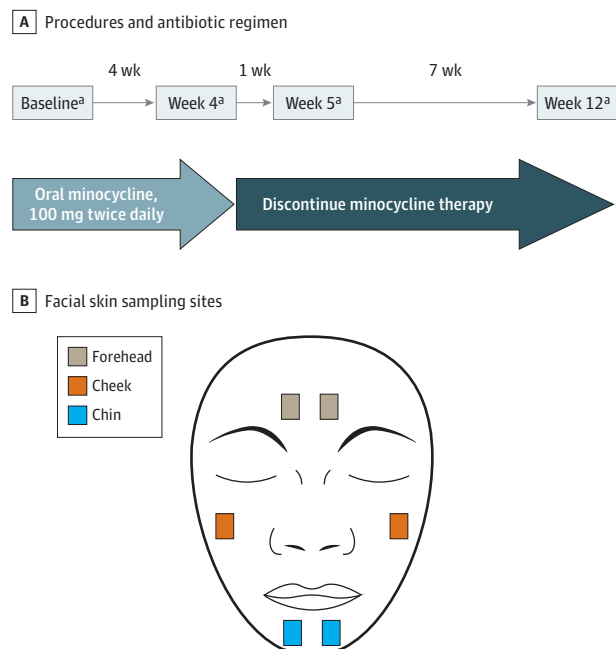 A Procedures and antibiotic regimen
4 wk 1 wk 7 wk
Baselineᵃ Week 4ᵃ Week 5ᵃ Week 12ᵃ
Oral minocycline,
100 mg twice daily
Discontinue minocycline therapy
B Facial skin sampling sites
Forehead
Cheek
Chin